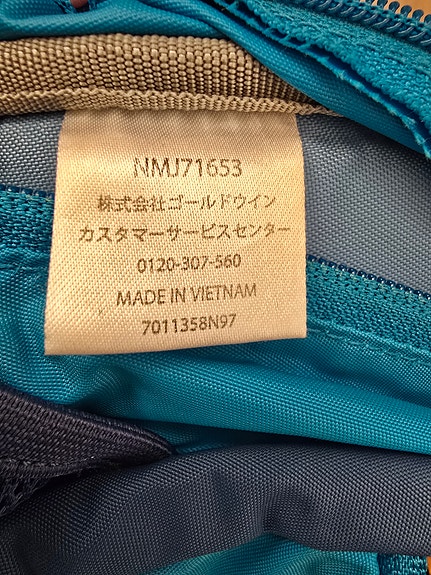 NMJ71653
株式会社ゴールドウイン
カスタマーサービスセンター
0120-307-560
MADE IN VIETNAM
7011358N97